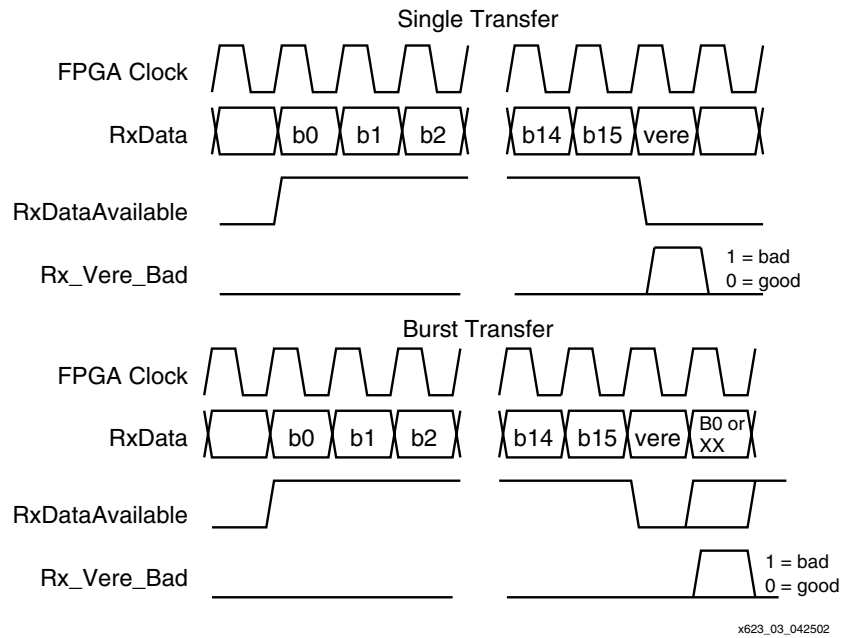 Single Transfer
FPGA Clock
RxData
b0 b1 b2 b14 b15 vere
RxDataAvailable
Rx_Vere_Bad
1 = bad
0 = good
Burst Transfer
FPGA Clock
RxData
b0 b1 b2 b14 b15 vere B0 or
XX
RxDataAvailable
Rx_Vere_Bad
1 = bad
0 = good
x623_03_042502